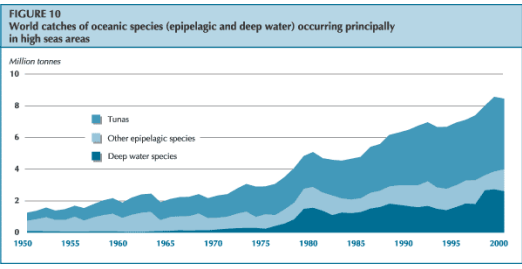 FIGURE 10
World catches of oceanic species (epipelagic and deep water) occurring principally
in high seas areas
Million tonnes
10
8
Tunas
6
Other epipelagic species
Deep water species
4
2
0
1950 1955 1960 1965 1970 1975 1980 1985 1990 1995 2000